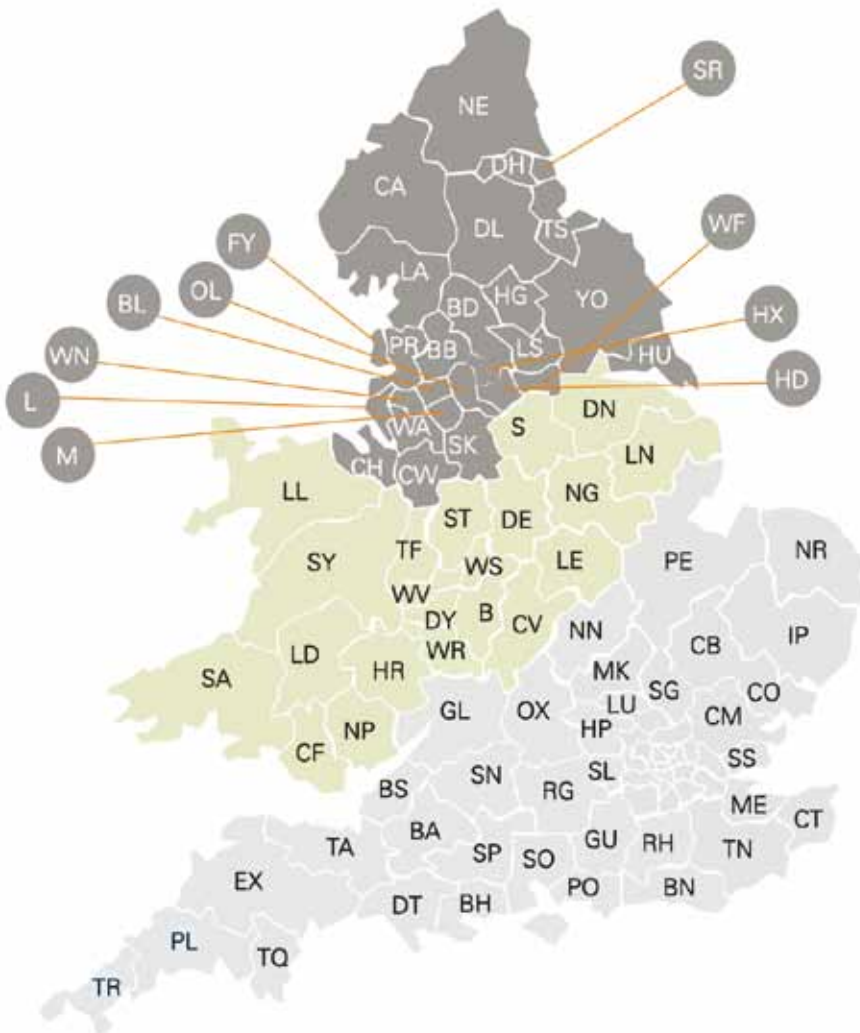 SR
NE
DH
CA
WF
DL
TS
FY
LA
HG
YO
OL
BL
BD
HX
PR
BB
LS
HU
WN
HD
L
WA
S
DN
M
SK
LN
CH
CW
LL
NG
ST
DE
TF
NR
SY
WS
LE
PE
WV
DY
B
CV
NN
IP
WR
CB
LD
HR
MK
SA
SG
CO
LU
GL
OX
CM
NP
HP
CF
SS
SN
SL
BS
RG
ME
CT
BA
GU
RH
TA
TN
SP
SO
EX
PO
BN
DT
BH
PL
TQ
TR